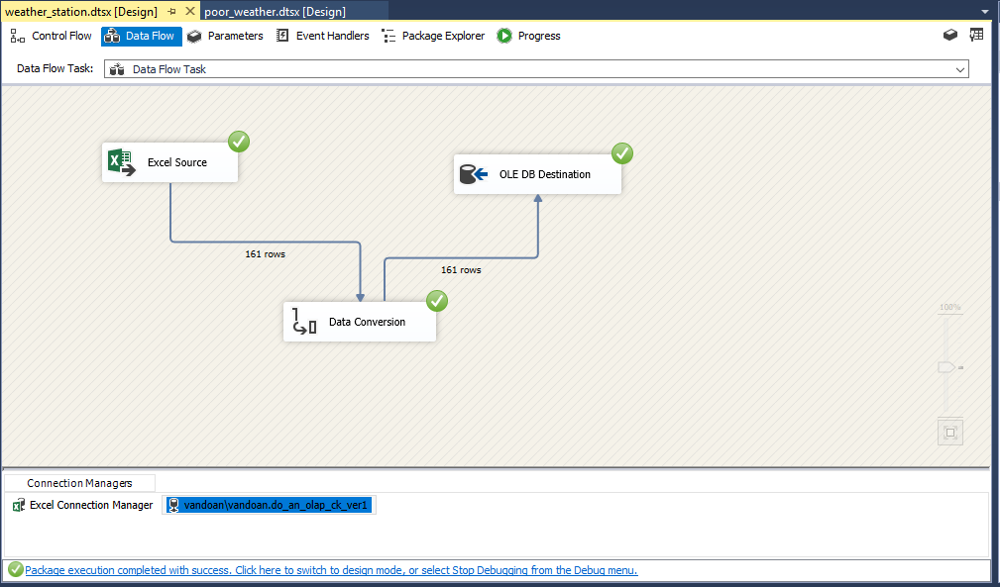 weather_station.dtsx [Design] poor_weather.dtsx [Design]
Control Flow Data Flow Parameters Event Handlers Package Explorer Progress
Data Flow Task: Data Flow Task
Excel Source
OLE DB Destination
161 rows
161 rows
Data Conversion
100%
Connection Managers
Excel Connection Manager vandoan\vandoan.do_an_olap_ck_ver1
Package execution completed with success. Click here to switch to design mode, or select Stop Debugging from the Debug menu.